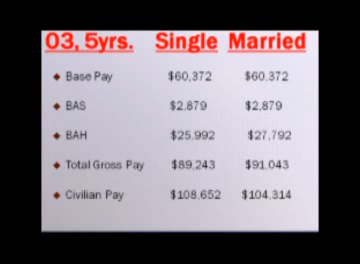 03, 5yrs. Single Married
Base Pay $60,372 $60,372
BAS $2,879 $2,879
BAH $25,992 $27,792
Total Gross Pay $89,243 $91,043
Civilian Pay $108,652 $104,314